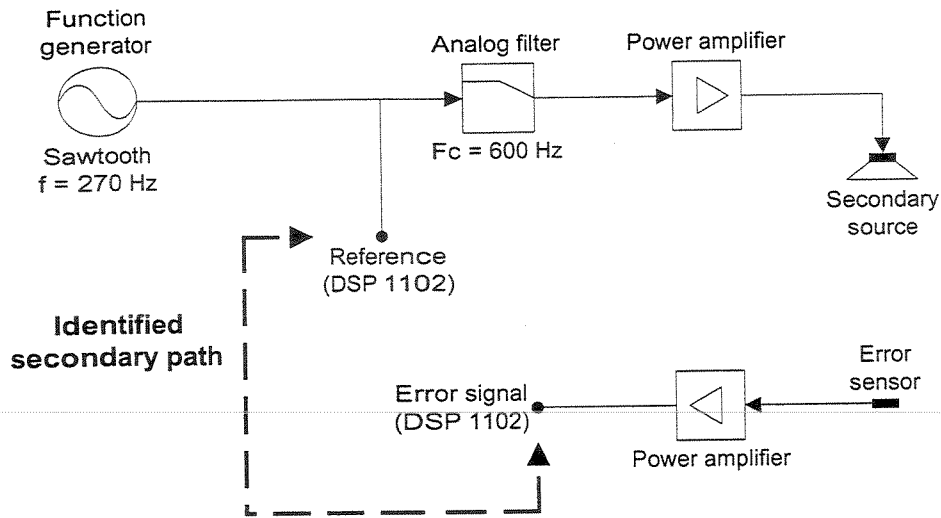 Function
generator
Sawtooth
f = 270 Hz
Analog filter
Fc = 600 Hz
Power amplifier
Secondary
source
Reference
(DSP 1102)
Identified
secondary path
Error signal
(DSP 1102)
Power amplifier
Error
sensor